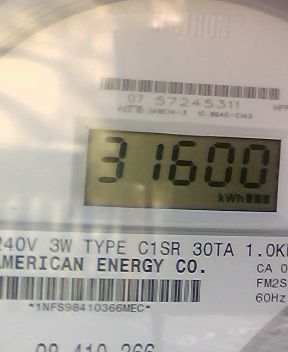 07 57245311
31600
kWh
240V 3W TYPE C1SR 30TA 1.0K
AMERICAN ENERGY CO.
CA 0
FM2S
60Hz
*1NFS98410366MEC*